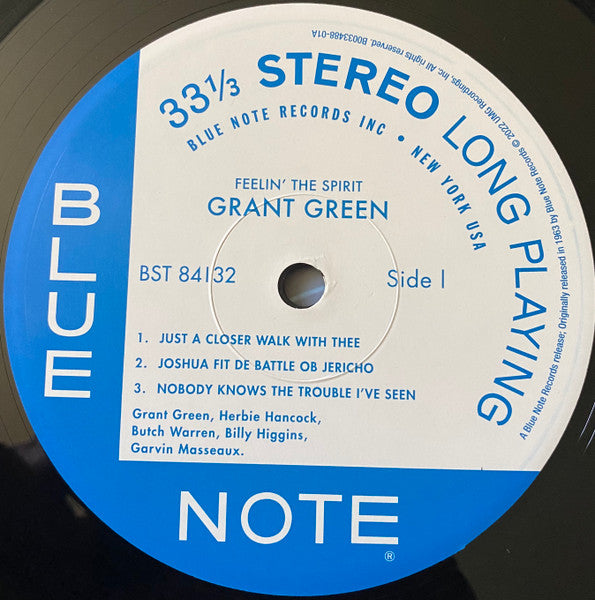 33⅓ STEREO LONG PLAYING
BLUE NOTE RECORDS INC • NEW YORK USA
A Blue Note Records release; Originally released in 1963 by Blue Note Records © 2022 UMG Recordings, Inc. All rights reserved. B0033488-01A
FEELIN' THE SPIRIT
GRANT GREEN
BST 84132
Side 1
1. JUST A CLOSER WALK WITH THEE
2. JOSHUA FIT DE BATTLE OB JERICHO
3. NOBODY KNOWS THE TROUBLE I'VE SEEN
Grant Green, Herbie Hancock,
Butch Warren, Billy Higgins,
Garvin Masseaux.
BLUE
NOTE®